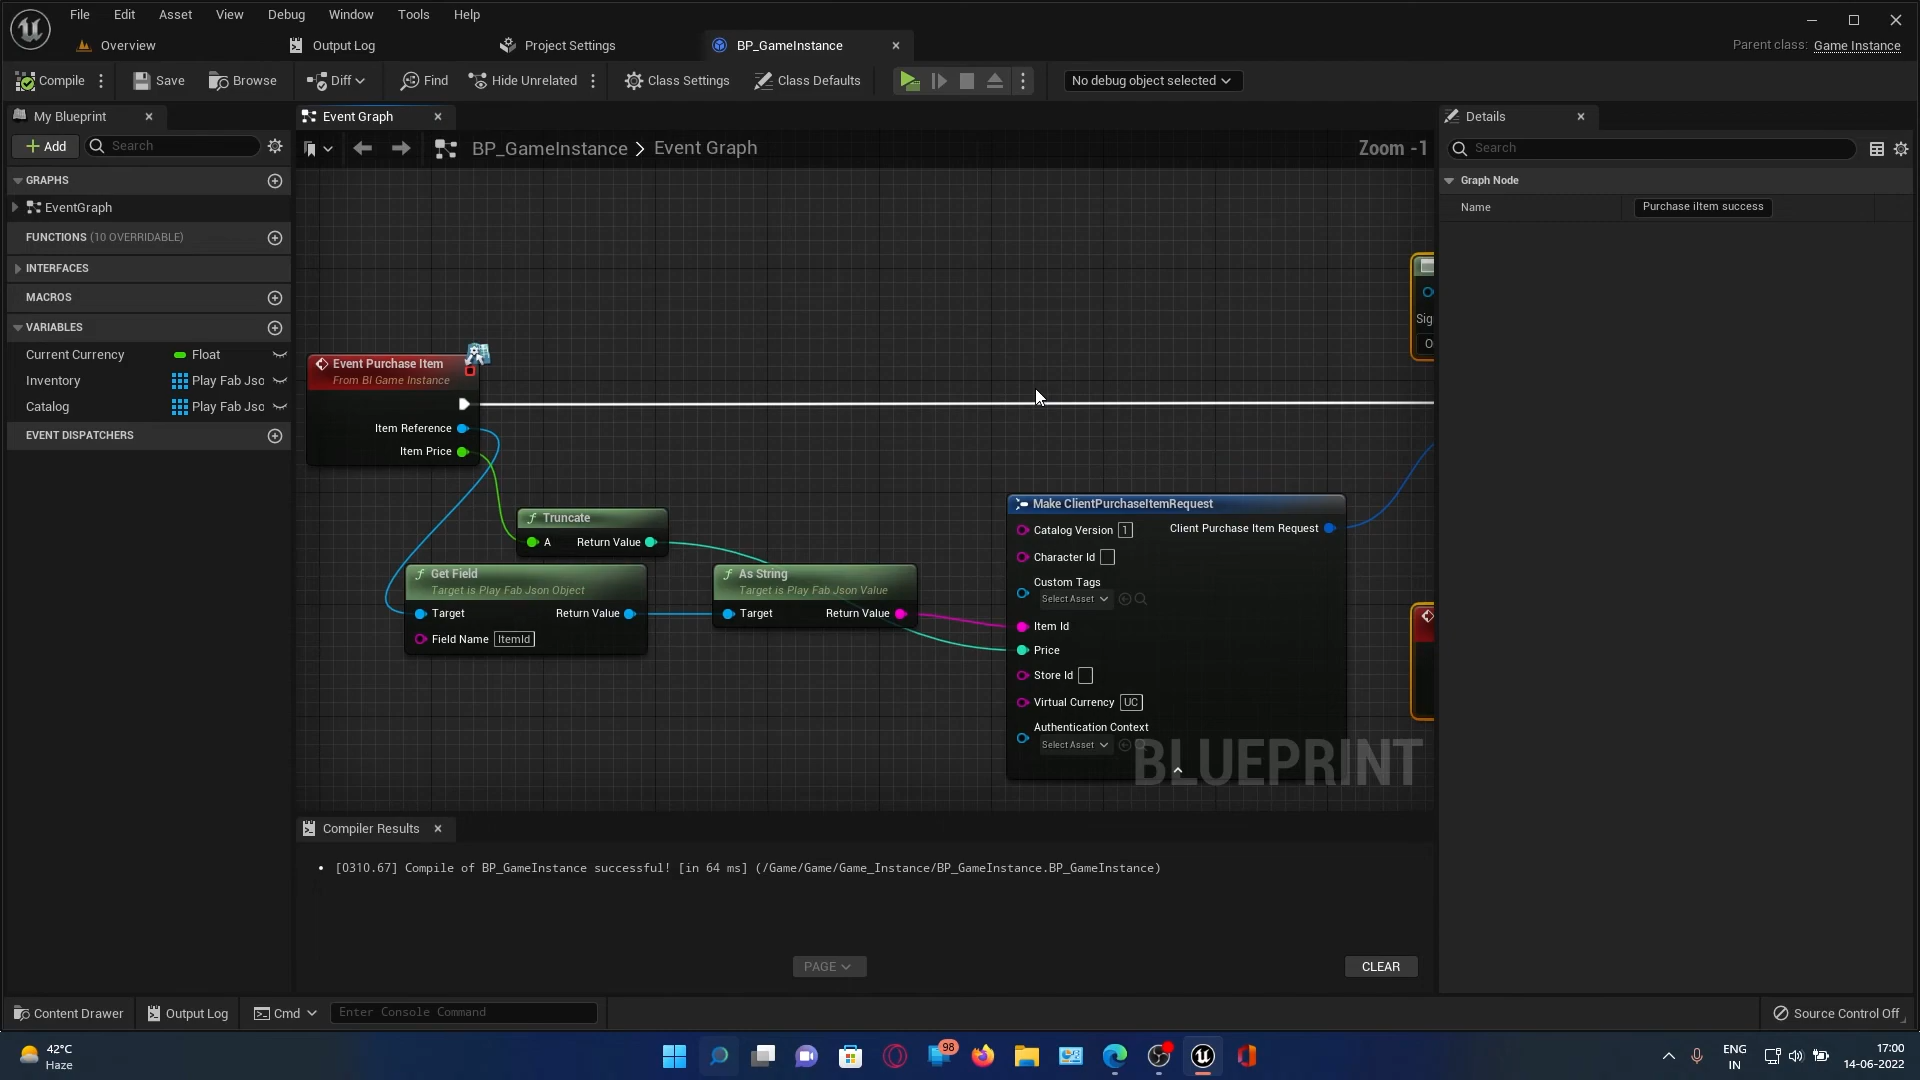 File Edit Asset View Debug Window Tools Help
Overview Output Log Project Settings BP_GameInstance Parent class: Game Instance
Compile Save Browse Diff Find Hide Unrelated Class Settings Class Defaults No debug object selected
My Blueprint Event Graph Details
Add Search BP_GameInstance > Event Graph Zoom -1 Search
GRAPHS Graph Node
EventGraph Name Purchase iItem success
FUNCTIONS (10 OVERRIDABLE)
INTERFACES
MACROS
VARIABLES
Current Currency Float
Inventory Play Fab Jso
Catalog Play Fab Jso
EVENT DISPATCHERS
Event Purchase Item
From BI Game Instance
Item Reference
Item Price
Truncate
A Return Value
Get Field
Target is Play Fab Json Object
Target Return Value
Field Name ItemId
As String
Target is Play Fab Json Value
Target Return Value
Make ClientPurchaseItemRequest
Catalog Version 1 Client Purchase Item Request
Character Id
Custom Tags
Select Asset
Item Id
Price
Store Id
Virtual Currency UC
Authentication Context
Select Asset
Sig
O
BLUEPRINT
Compiler Results
[0310.67] Compile of BP_GameInstance successful! [in 64 ms] (/Game/Game/Game_Instance/BP_GameInstance.BP_GameInstance)
PAGE CLEAR
Content Drawer Output Log Cmd Enter Console Command Source Control Off
42°C
Haze
98
ENG
IN
17:00
14-06-2022